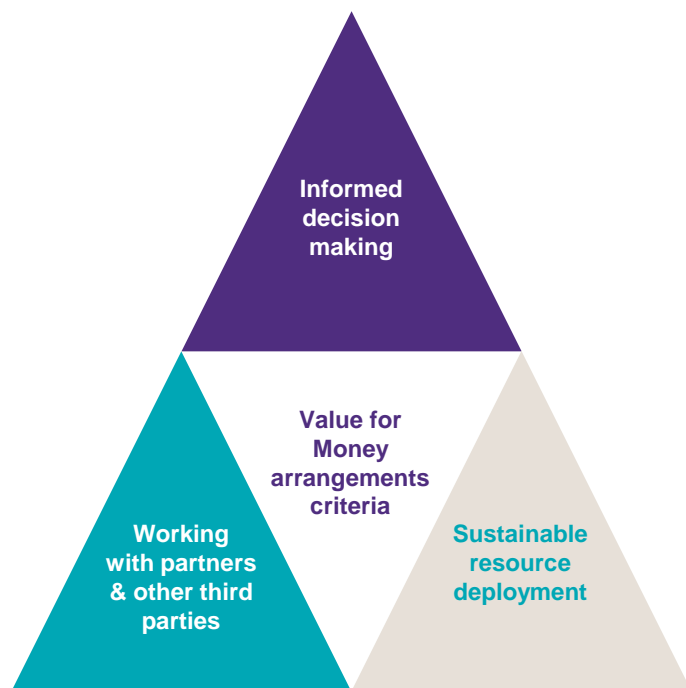 Informed
decision
making
Value for
Money
arrangements
criteria
Working
with partners
& other third
parties
Sustainable
resource
deployment